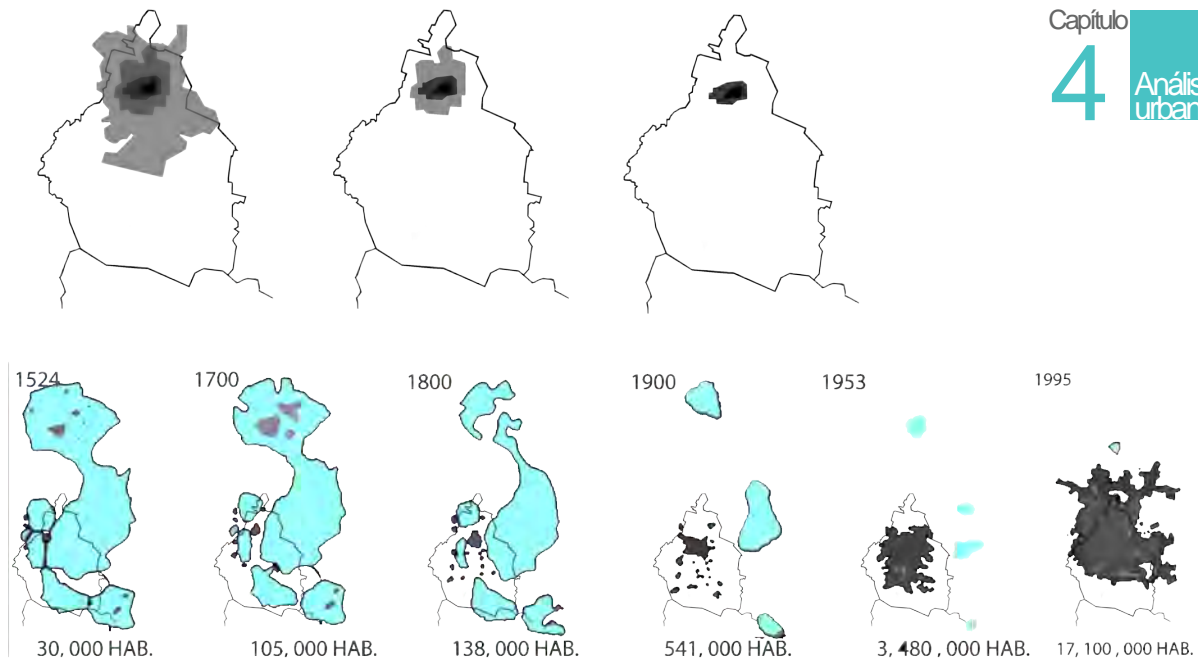 Capítulo
4
1524
1700
1800
1900
1953
1995
30, 000 HAB.
105, 000 HAB.
138, 000 HAB.
541, 000 HAB.
3, 480 , 000 HAB.
17, 100 , 000 HAB.